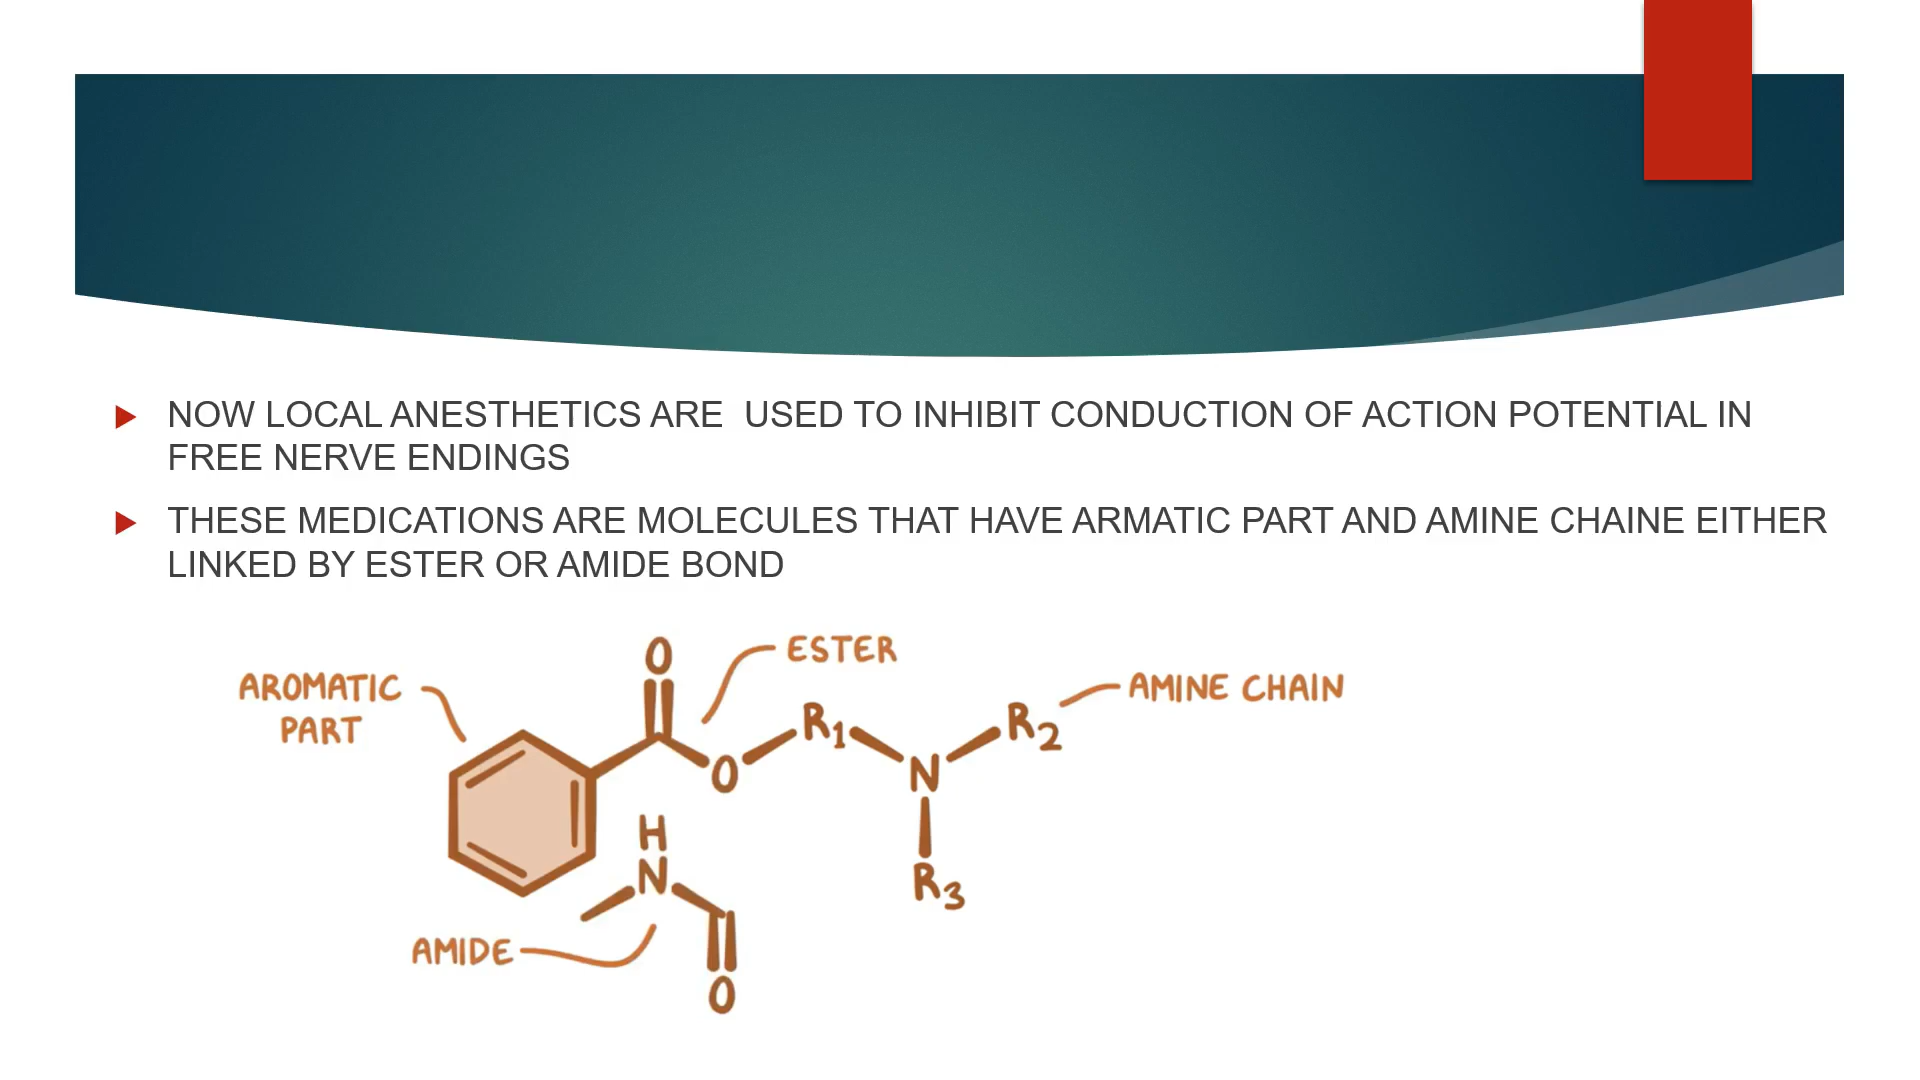 NOW LOCAL ANESTHETICS ARE  USED TO INHIBIT CONDUCTION OF ACTION POTENTIAL IN
FREE NERVE ENDINGS
THESE MEDICATIONS ARE MOLECULES THAT HAVE ARMATIC PART AND AMINE CHAINE EITHER
LINKED BY ESTER OR AMIDE BOND
AROMATIC
PART
O
ESTER
AMINE CHAIN
O
R1
N
R2
R3
H
N
O
AMIDE